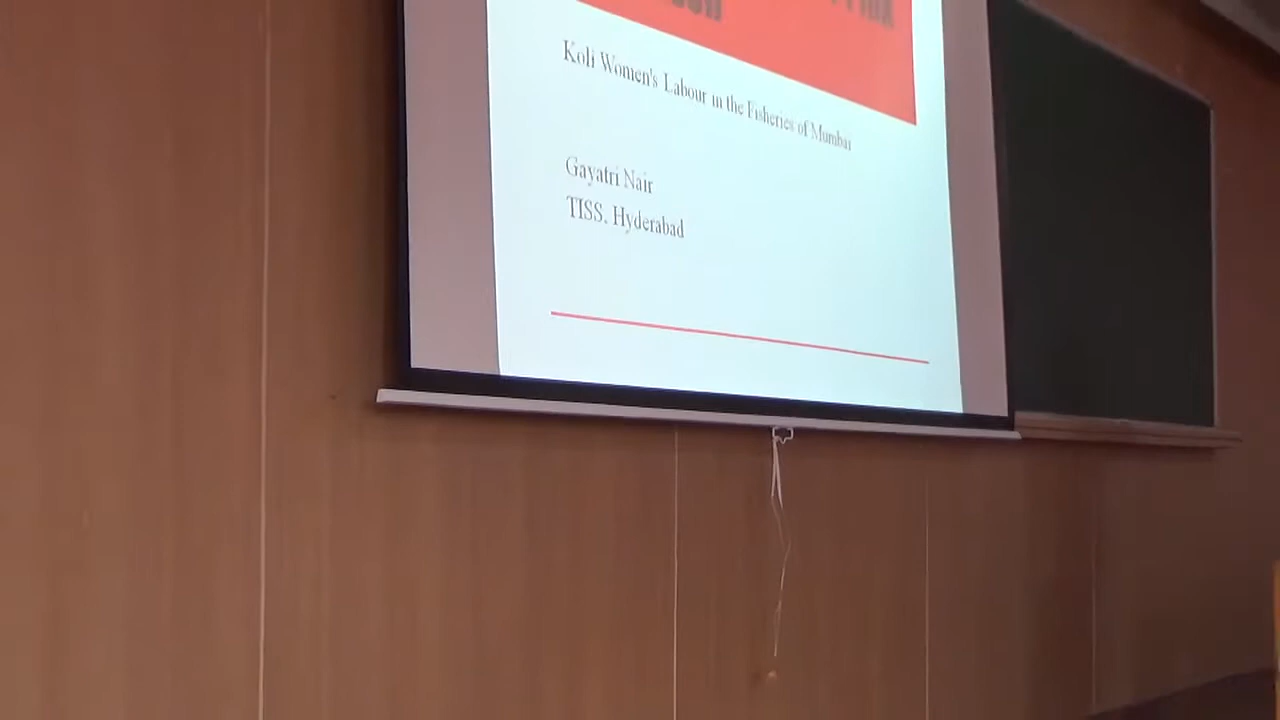 Koli Women's Labour in the Fisheries of Mumbai
Gayatri Nair
TISS, Hyderabad